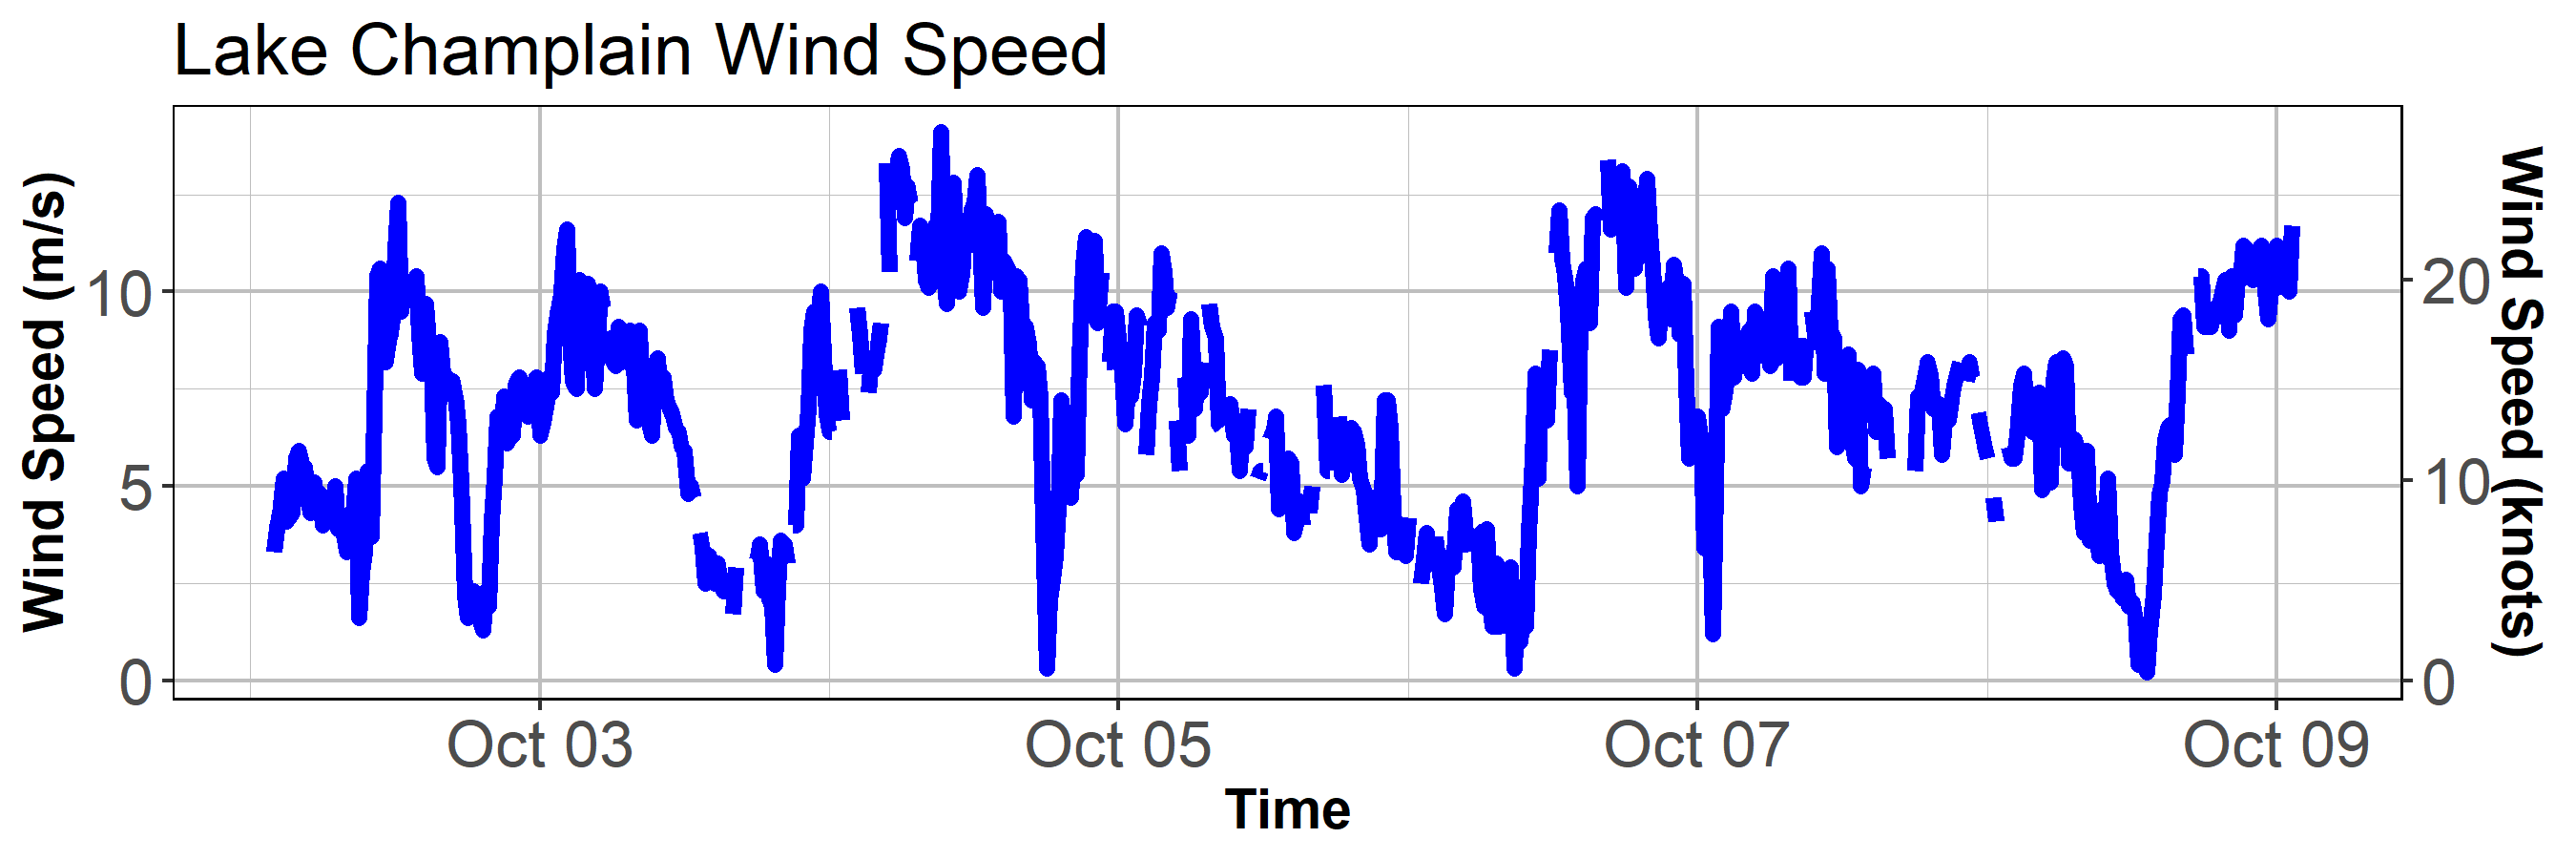 Lake Champlain Wind Speed
Wind Speed (m/s)
10
5
0
20
10
0
Wind Speed (knots)
Oct 03
Oct 05
Oct 07
Oct 09
Time